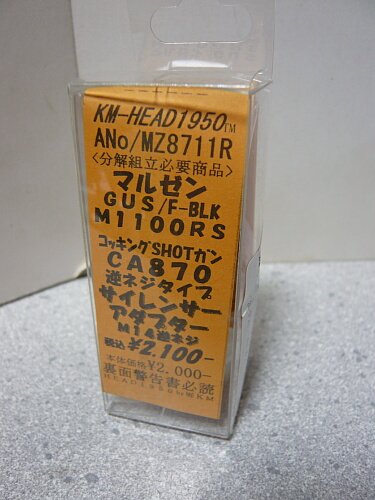 KM-HEAD1950TM
ANo/MZ8711R
〈分解組立必要商品〉
マルゼン
GUS/F-BLK
M1100RS
コッキングSHOTガン
CA870
逆ネジタイプ
サイレンサー
アダプター
M14逆ネジ
税込¥2.100-
本体価格¥2.000-
裏面警告書必読